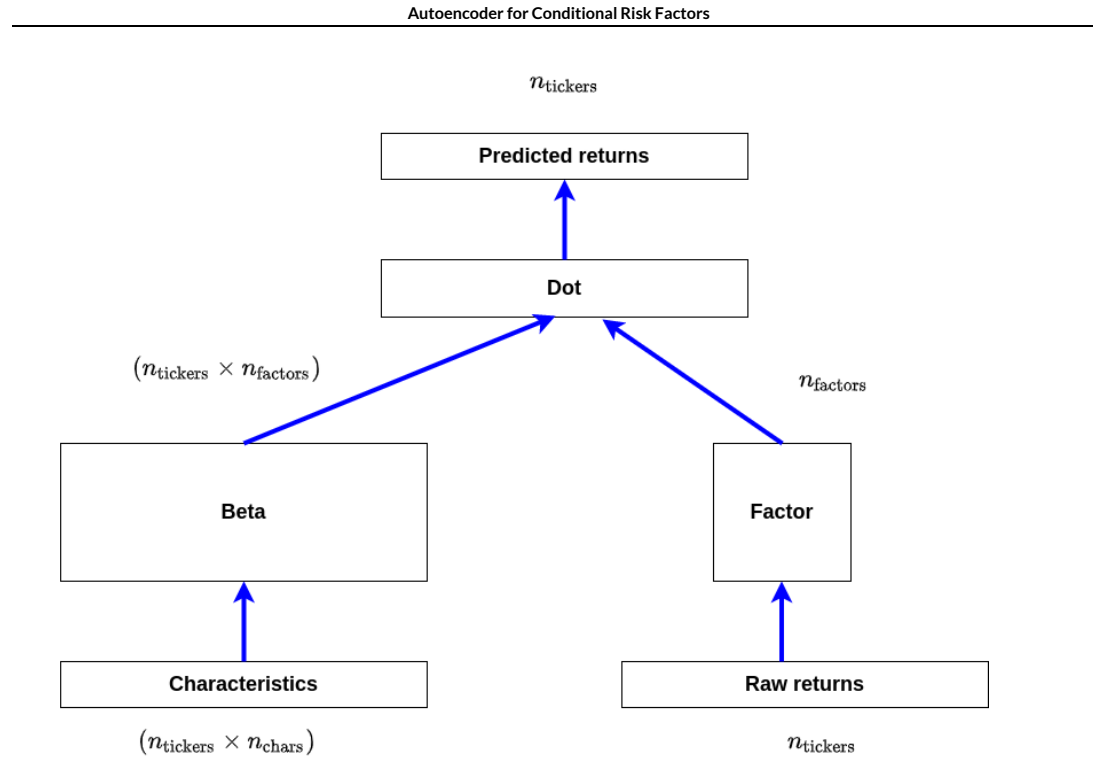 Autoencoder for Conditional Risk Factors
n_tickers
Predicted returns
Dot
(n_tickers × n_factors)
n_factors
Beta
Factor
Characteristics
Raw returns
(n_tickers × n_chars)
n_tickers